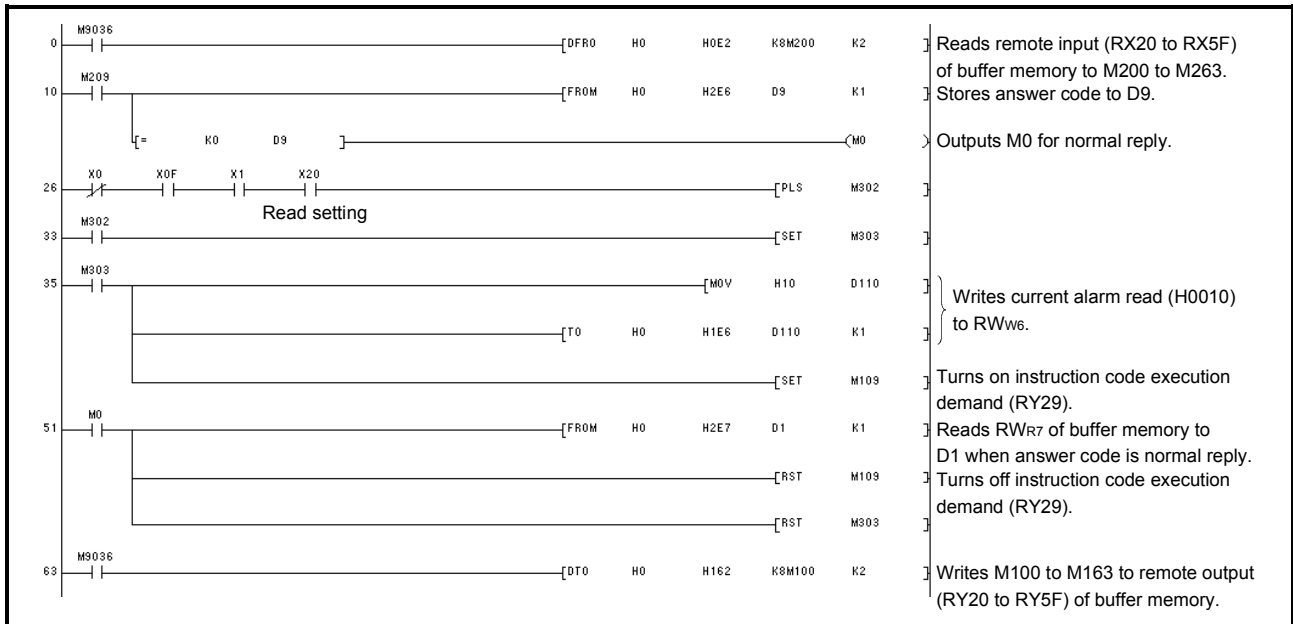 M9036
0 [DFR0 H0 H0E2 K8M200 K2 ] Reads remote input (RX20 to RX5F)
of buffer memory to M200 to M263.
M209
10 [FROM H0 H2E6 D9 K1 ] Stores answer code to D9.
[= K0 D9 ] (M0 ) Outputs M0 for normal reply.
X0 X0F X1 X20
26 [PLS M302 ]
Read setting
M302
33 [SET M303 ]
M303
35 [MOV H10 D110 ]
Writes current alarm read (H0010)
to RWW6.
[TO H0 H1E6 D110 K1 ]
[SET M109 ] Turns on instruction code execution
demand (RY29).
M0
51 [FROM H0 H2E7 D1 K1 ] Reads RWR7 of buffer memory to
D1 when answer code is normal reply.
[RST M109 ] Turns off instruction code execution
demand (RY29).
[RST M303 ]
M9036
63 [DTO H0 H162 K8M100 K2 ] Writes M100 to M163 to remote output
(RY20 to RY5F) of buffer memory.